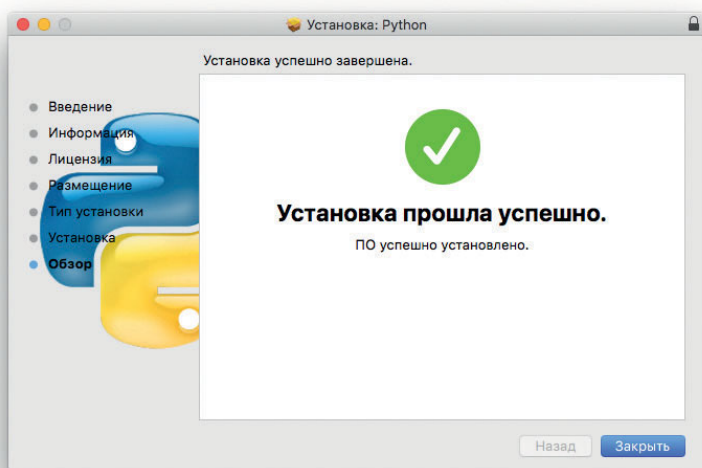 Установка: Python
Установка успешно завершена.
Введение
Информация
Лицензия
Размещение
Тип установки
Установка
Обзор
Установка прошла успешно.
ПО успешно установлено.
Назад
Закрыть